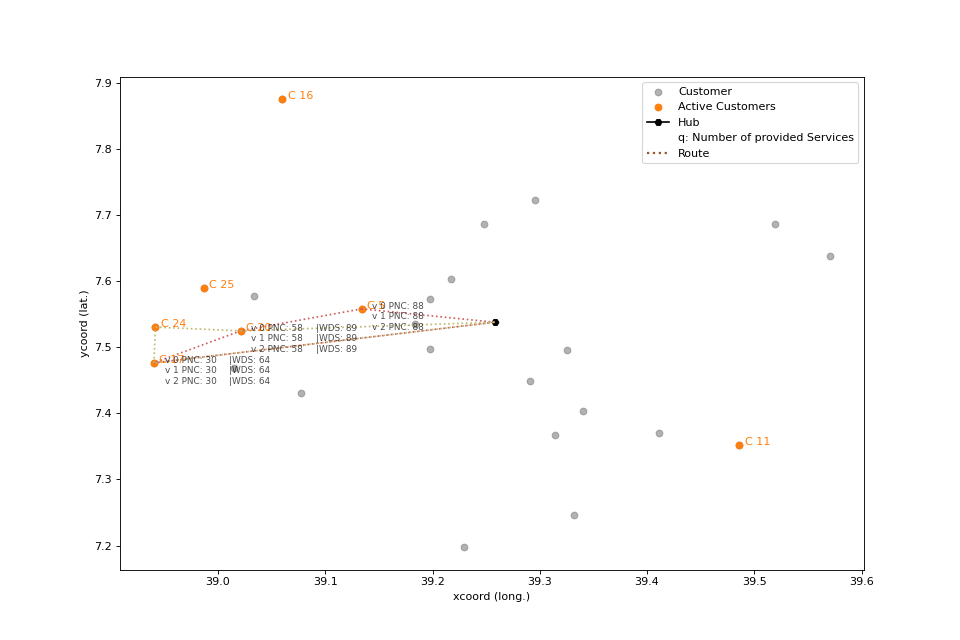 7.9
7.8
7.7
7.6
7.5
7.4
7.3
7.2
ycoord (lat.)
Customer
Active Customers
Hub
q: Number of provided Services
Route
C 16
C 25
C 24
v 0 PNC: 88
v 1 PNC: 88
v 2 PNC: 88
v 0 PNC: 58 |WDS: 89
v 1 PNC: 58 |WDS: 89
v 2 PNC: 58 |WDS: 89
v 0 PNC: 30 |WDS: 64
v 1 PNC: 30 |WDS: 64
v 2 PNC: 30 |WDS: 64
C 11
39.0 39.1 39.2 39.3 39.4 39.5 39.6
xcoord (long.)